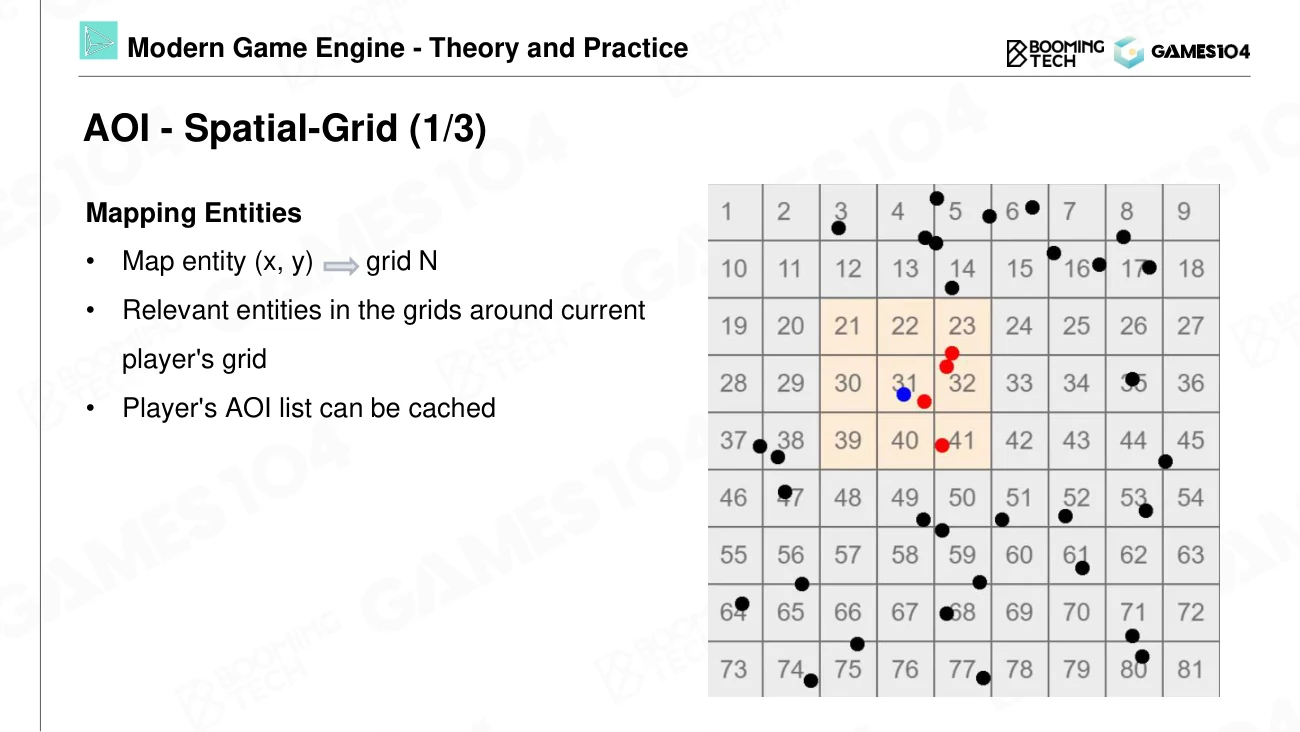 Modern Game Engine - Theory and Practice
BOOMING
TECH
GAMES104
AOI - Spatial-Grid (1/3)
Mapping Entities
• Map entity (x, y) grid N
• Relevant entities in the grids around current
player's grid
• Player's AOI list can be cached
1 2 3 4 5 6 7 8 9
10 11 12 13 14 15 16 17 18
19 20 21 22 23 24 25 26 27
28 29 30 31 32 33 34 35 36
37 38 39 40 41 42 43 44 45
46 47 48 49 50 51 52 53 54
55 56 57 58 59 60 61 62 63
64 65 66 67 68 69 70 71 72
73 74 75 76 77 78 79 80 81